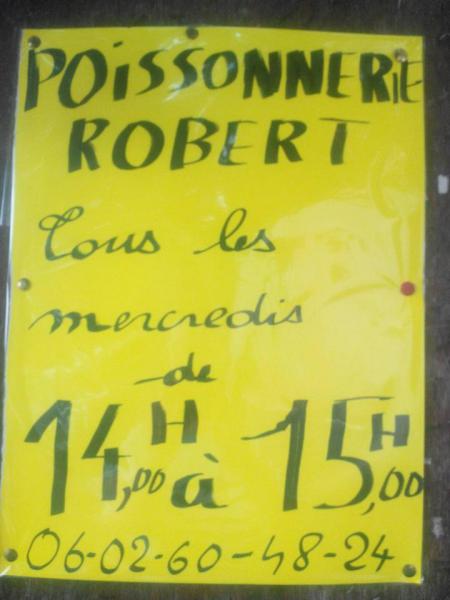 POISSONNERIE
ROBERT
Tous les
mercredis
de
14H,00 à 15H,00
06-02-60-48-24